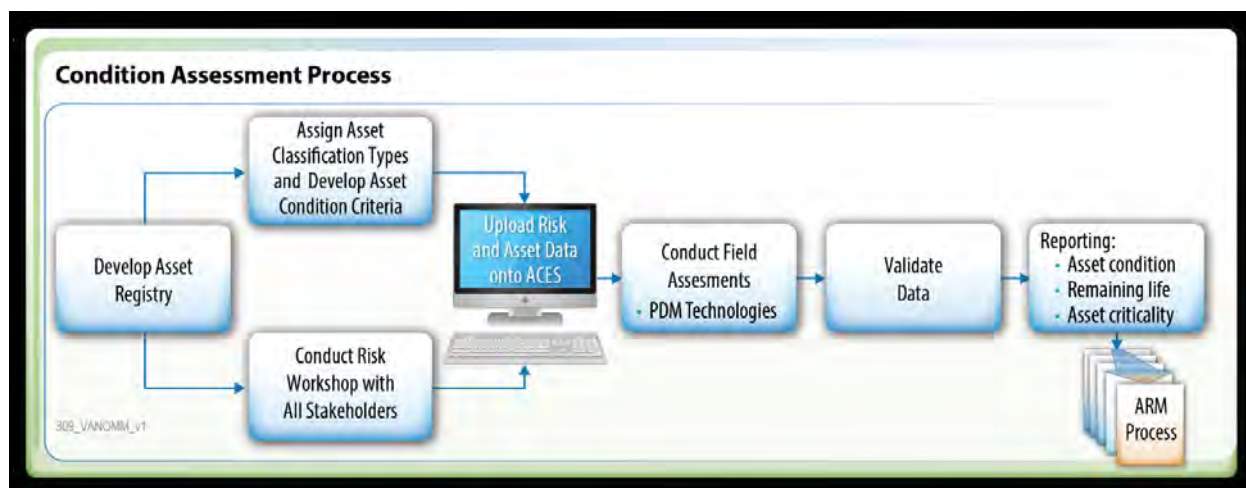 Condition Assessment Process
Assign Asset
Classification Types
and Develop Asset
Condition Criteria
Develop Asset
Registry
Conduct Risk
Workshop with
All Stakeholders
Upload Risk
and Asset Data
onto ACES
Conduct Field
Assesments
• PDM Technologies
Validate
Data
Reporting:
• Asset condition
• Remaining life
• Asset criticality
ARM
Process
309_VANOMM_v1